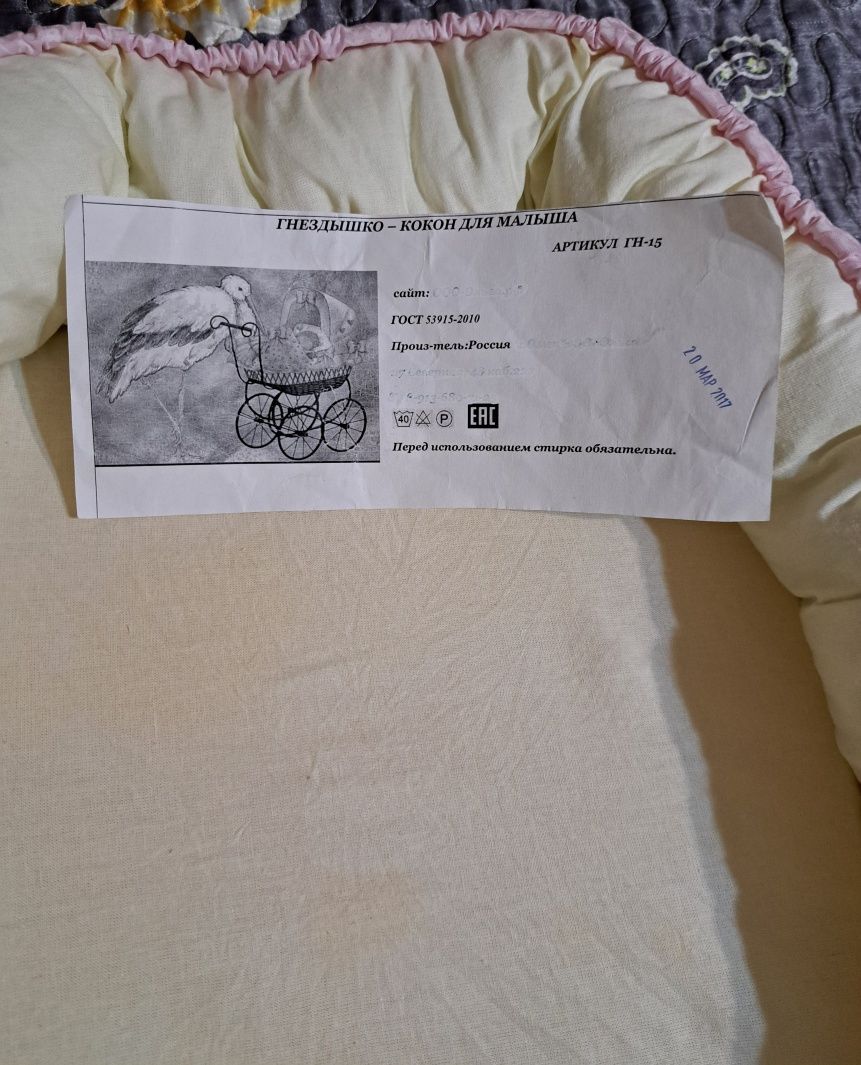 ГНЕЗДЫШКО – КОКОН ДЛЯ МАЛЫША
АРТИКУЛ ГН-15
сайт:
ГОСТ 53915-2010
Произ-тель:Россия
20 МАР 2017
40 P ЕАС
Перед использованием стирка обязательна.